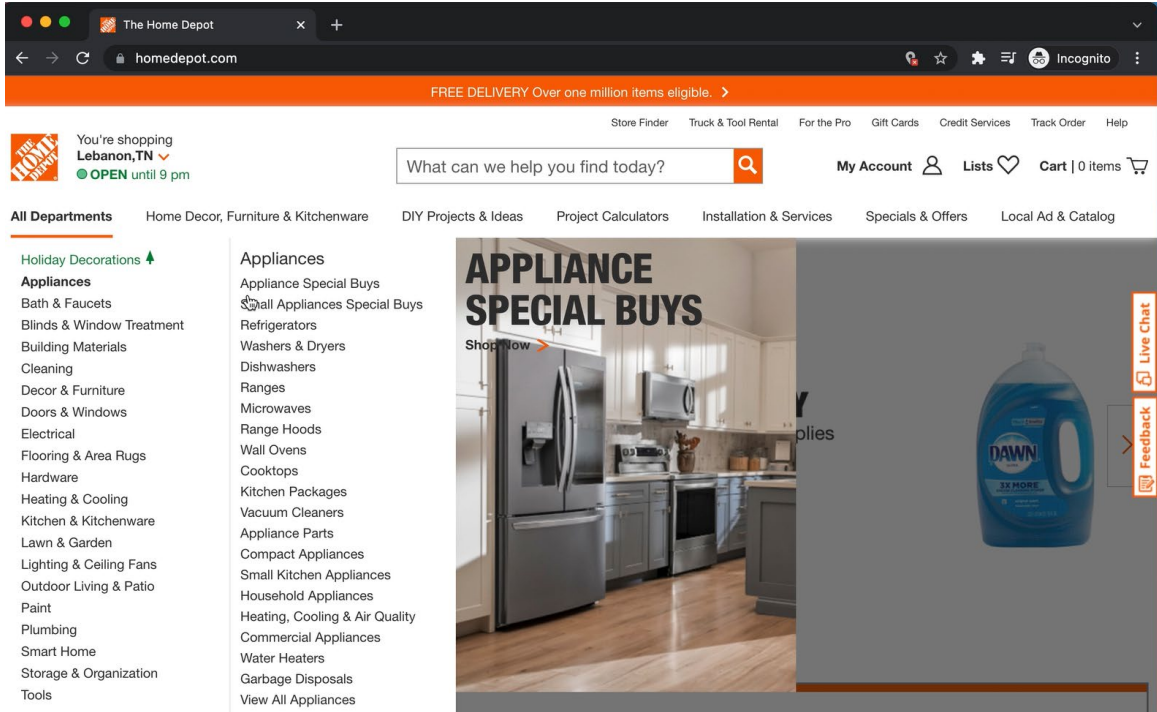 The Home Depot
homedepot.com
Incognito
FREE DELIVERY Over one million items eligible.
Store Finder Truck & Tool Rental For the Pro Gift Cards Credit Services Track Order Help
THE HOME DEPOT
You're shopping
Lebanon,TN
OPEN until 9 pm
What can we help you find today?
My Account Lists Cart | 0 items
All Departments Home Decor, Furniture & Kitchenware DIY Projects & Ideas Project Calculators Installation & Services Specials & Offers Local Ad & Catalog
Holiday Decorations
Appliances
Bath & Faucets
Blinds & Window Treatment
Building Materials
Cleaning
Decor & Furniture
Doors & Windows
Electrical
Flooring & Area Rugs
Hardware
Heating & Cooling
Kitchen & Kitchenware
Lawn & Garden
Lighting & Ceiling Fans
Outdoor Living & Patio
Paint
Plumbing
Smart Home
Storage & Organization
Tools
Appliances
Appliance Special Buys
Small Appliances Special Buys
Refrigerators
Washers & Dryers
Dishwashers
Ranges
Microwaves
Range Hoods
Wall Ovens
Cooktops
Kitchen Packages
Vacuum Cleaners
Appliance Parts
Compact Appliances
Small Kitchen Appliances
Household Appliances
Heating, Cooling & Air Quality
Commercial Appliances
Water Heaters
Garbage Disposals
View All Appliances
APPLIANCE
SPECIAL BUYS
Shop Now
Y
plies
DAWN
3X MORE
Live Chat
Feedback